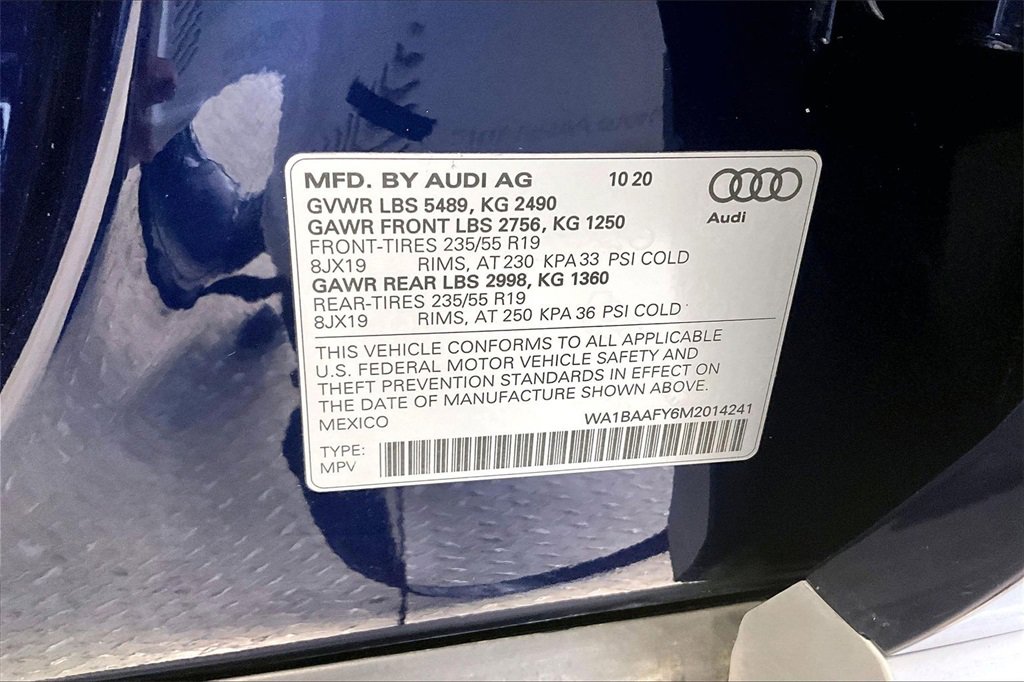 MFD. BY AUDI AG 10 20
Audi
GVWR LBS 5489, KG 2490
GAWR FRONT LBS 2756, KG 1250
FRONT-TIRES 235/55 R19
8JX19 RIMS, AT 230 KPA 33 PSI COLD
GAWR REAR LBS 2998, KG 1360
REAR-TIRES 235/55 R19
8JX19 RIMS, AT 250 KPA 36 PSI COLD
THIS VEHICLE CONFORMS TO ALL APPLICABLE
U.S. FEDERAL MOTOR VEHICLE SAFETY AND
THEFT PREVENTION STANDARDS IN EFFECT ON
THE DATE OF MANUFACTURE SHOWN ABOVE.
MEXICO WA1BAAFY6M2014241
TYPE:
MPV